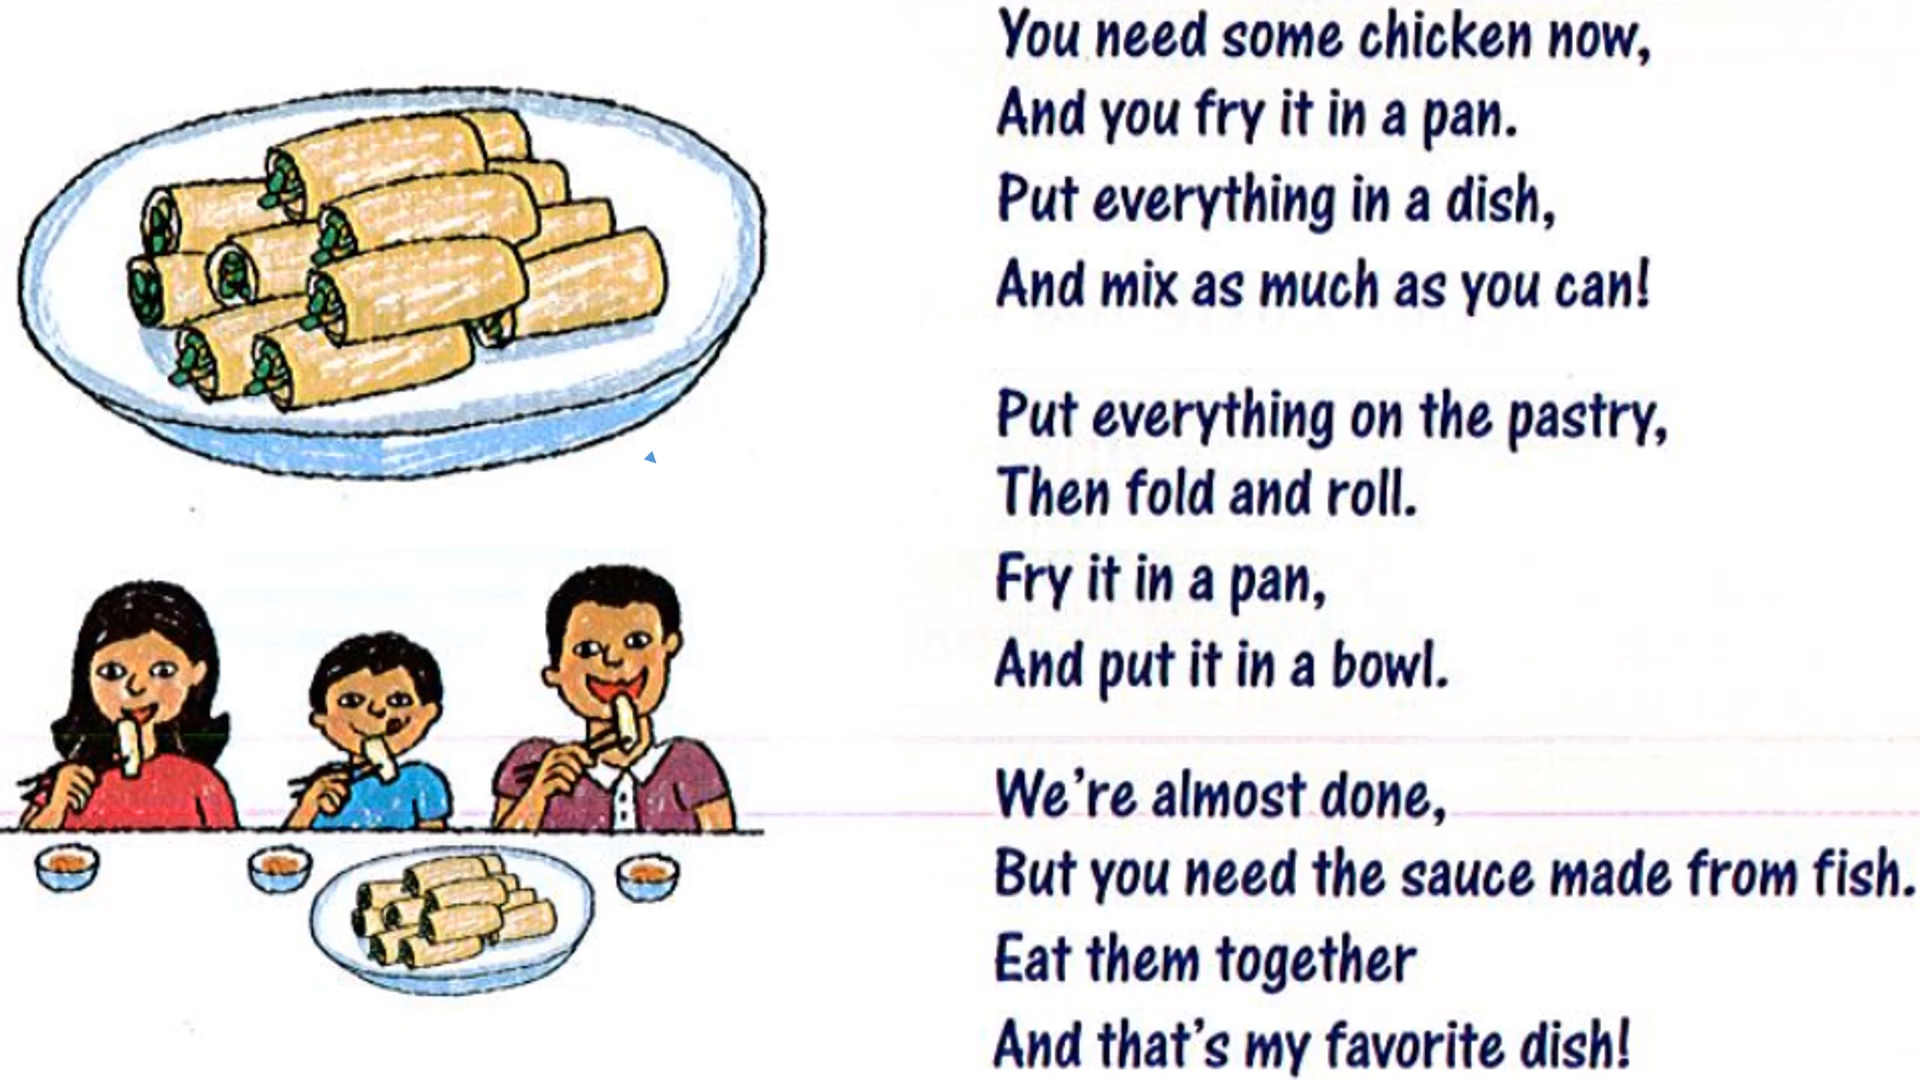 You need some chicken now,
And you fry it in a pan.
Put everything in a dish,
And mix as much as you can!
Put everything on the pastry,
Then fold and roll.
Fry it in a pan,
And put it in a bowl.
We're almost done,
But you need the sauce made from fish.
Eat them together
And that's my favorite dish!